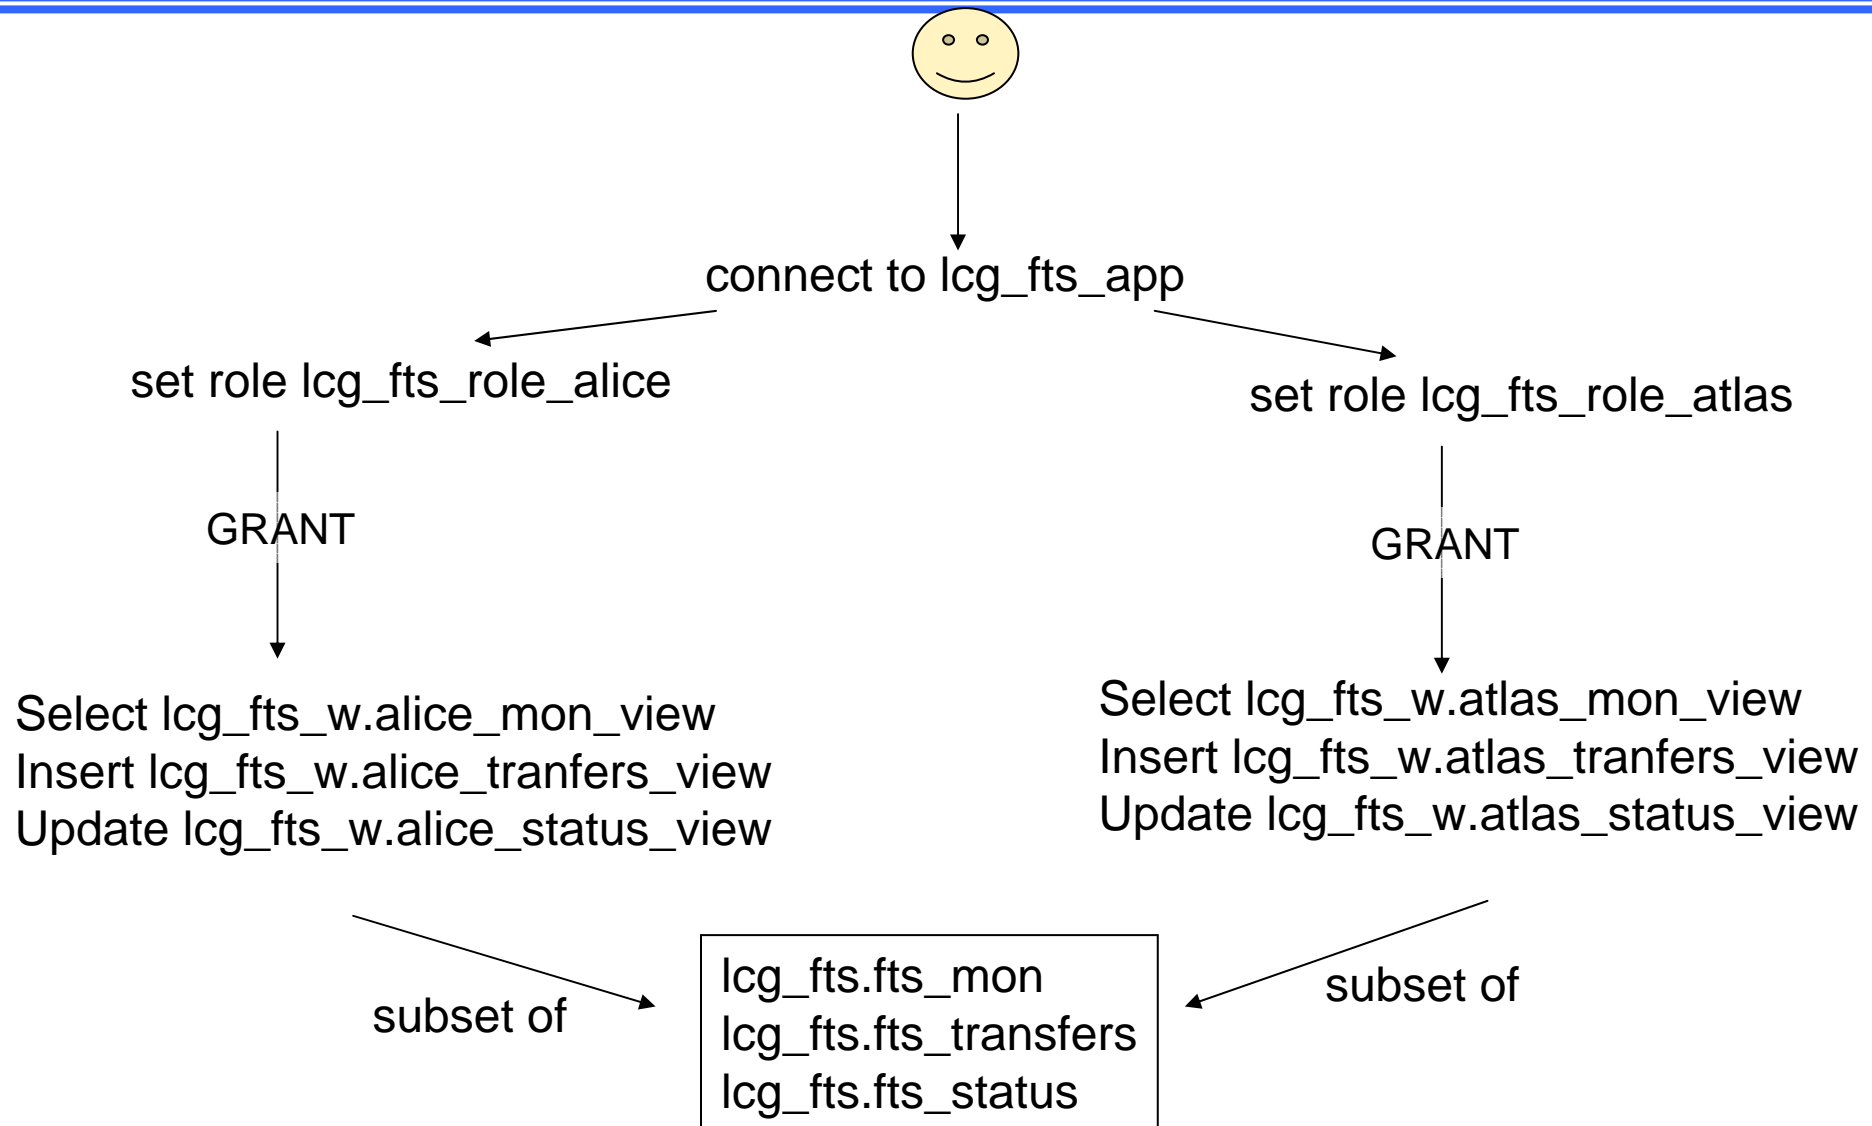 connect to lcg_fts_app
set role lcg_fts_role_alice
set role lcg_fts_role_atlas
GRANT
GRANT
Select lcg_fts_w.alice_mon_view
Insert lcg_fts_w.alice_tranfers_view
Update lcg_fts_w.alice_status_view
Select lcg_fts_w.atlas_mon_view
Insert lcg_fts_w.atlas_tranfers_view
Update lcg_fts_w.atlas_status_view
subset of
lcg_fts.fts_mon
lcg_fts.fts_transfers
lcg_fts.fts_status
subset of